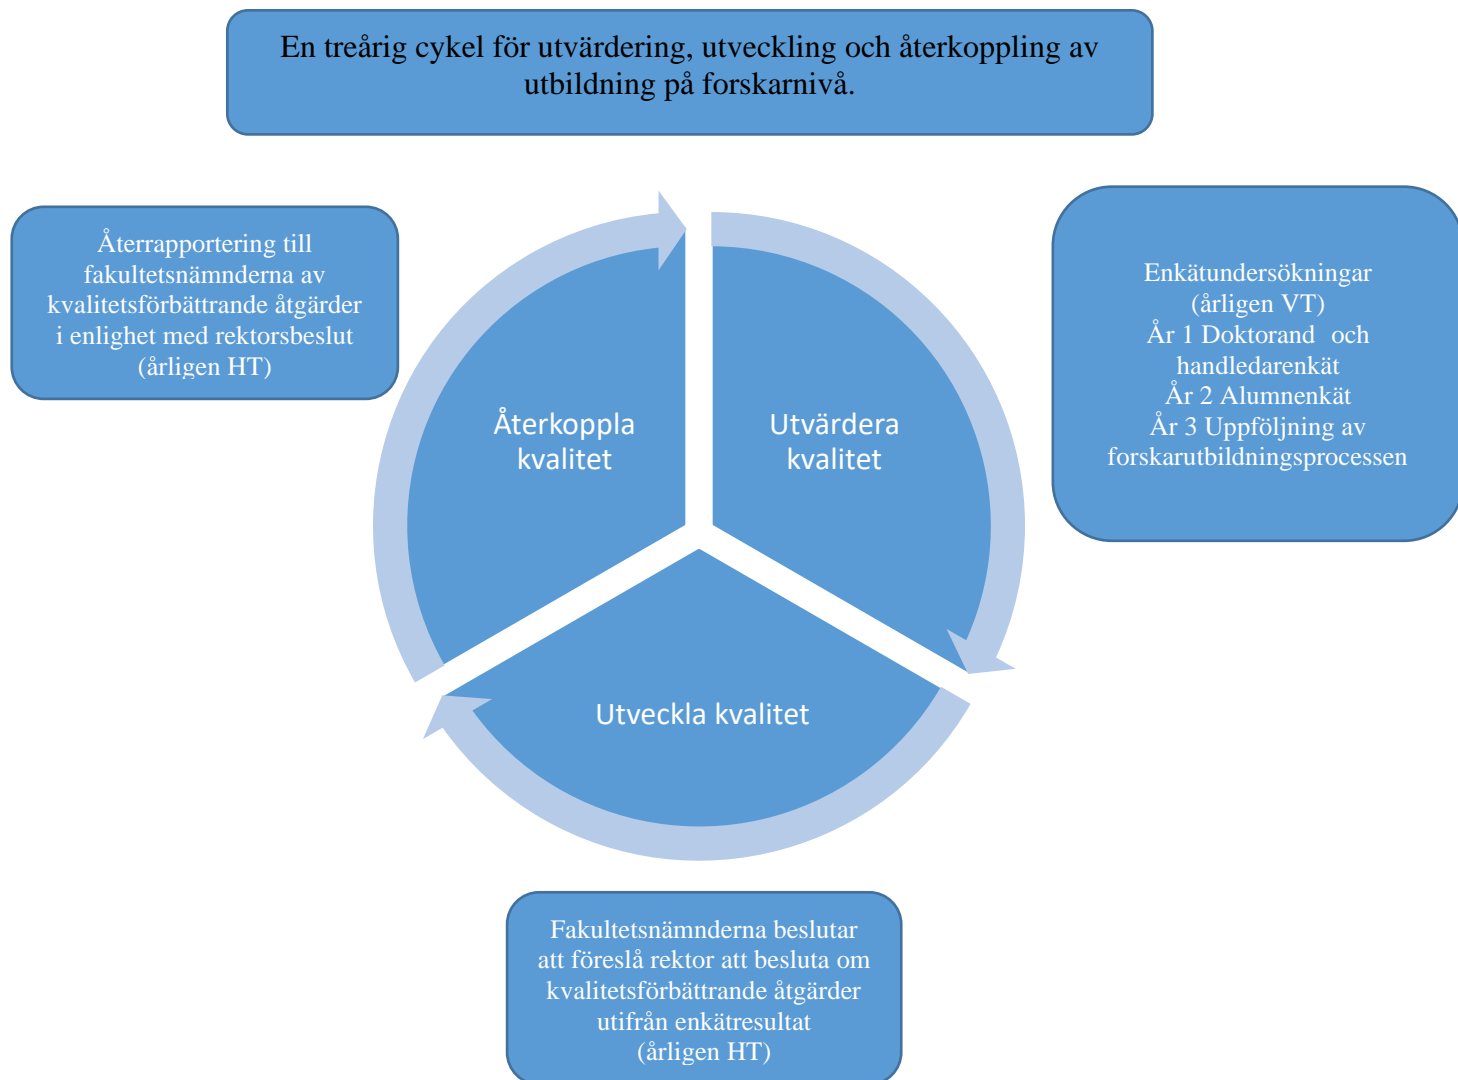 En treårig cykel för utvärdering, utveckling och återkoppling av
utbildning på forskarnivå.
Återrapportering till
fakultetsnämnderna av
kvalitetsförbättrande åtgärder
i enlighet med rektorsbeslut
(årligen HT)
Enkätundersökningar
(årligen VT)
År 1 Doktorand och
handledarenkät
År 2 Alumnenkät
År 3 Uppföljning av
forskarutbildningsprocessen
Återkoppla
kvalitet
Utvärdera
kvalitet
Utveckla kvalitet
Fakultetsnämnderna beslutar
att föreslå rektor att besluta om
kvalitetsförbättrande åtgärder
utifrån enkätresultat
(årligen HT)